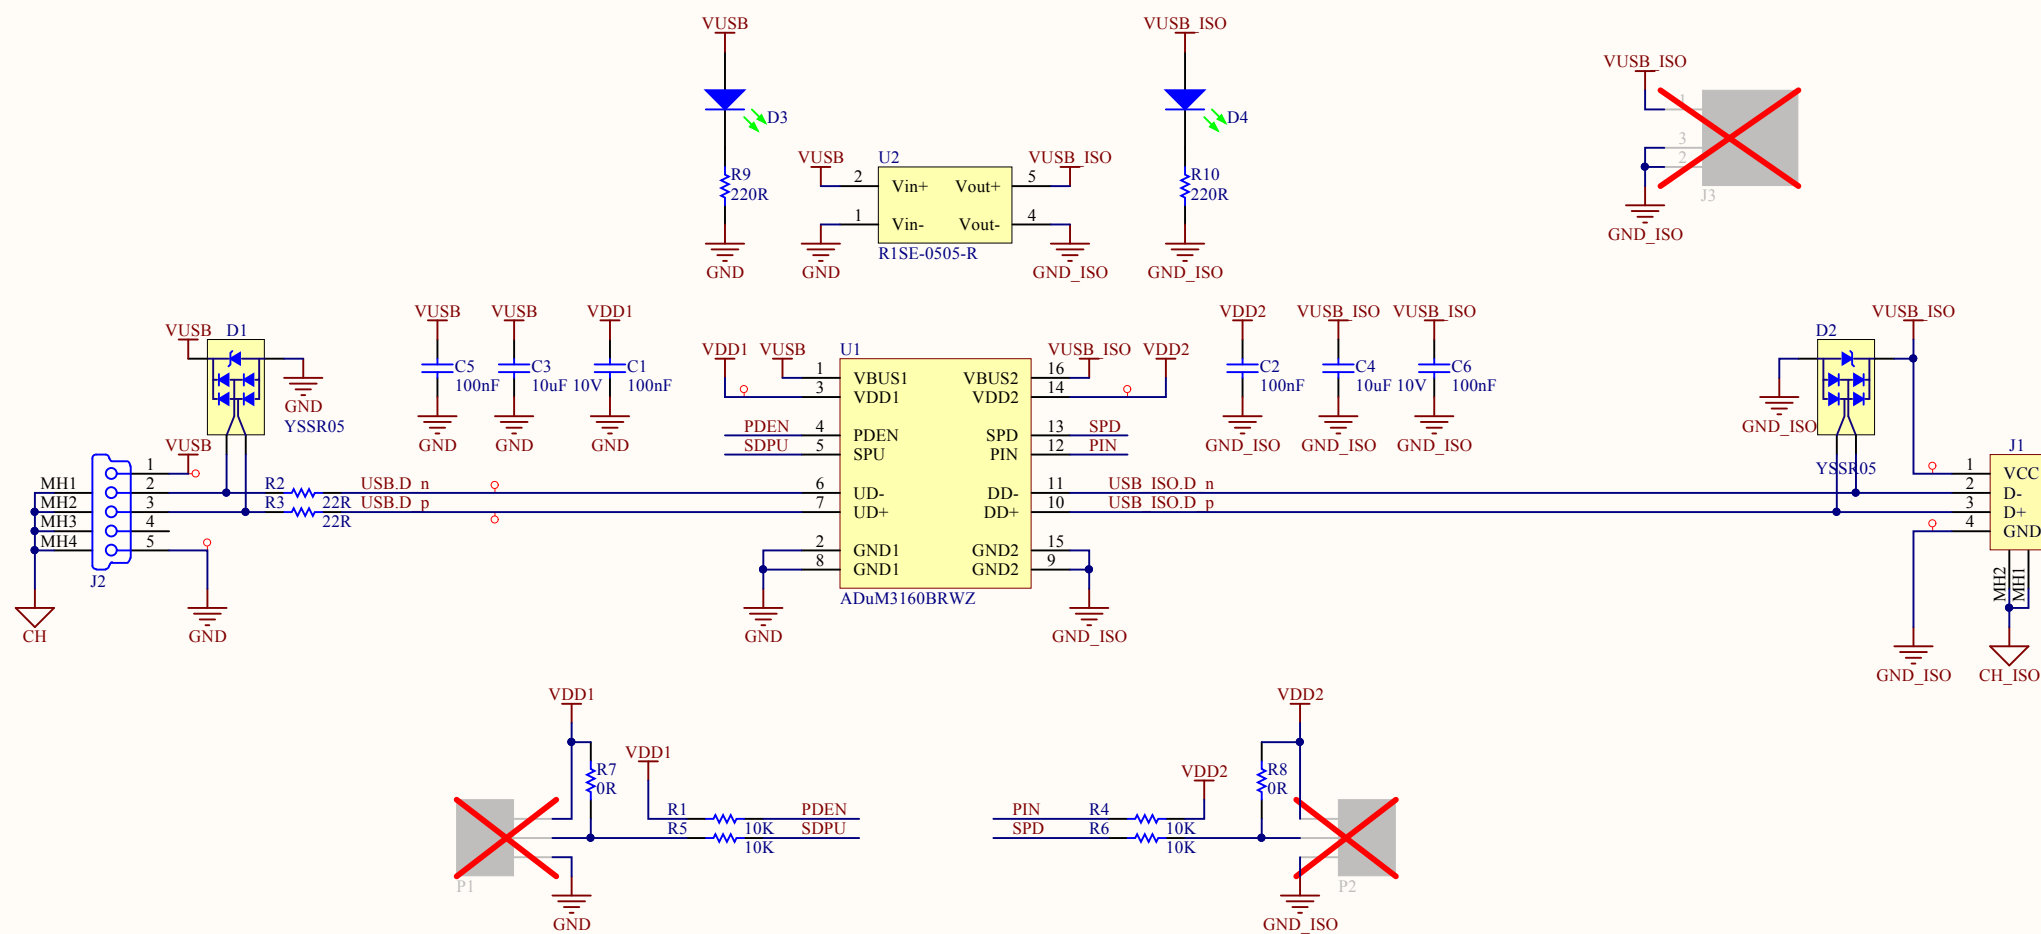 VUSB
D3
R9
220R
GND
VUSB
U2
VUSB_ISO
2 Vin+ Vout+ 5
1 Vin- Vout- 4
R1SE-0505-R
GND
GND_ISO
VUSB_ISO
D4
R10
220R
GND_ISO
VUSB_ISO
1
3
2
J3
GND_ISO
VUSB D1
GND
YSSR05
VUSB
C5
100nF
GND
VUSB
C3
10uF 10V
GND
VDD1
C1
100nF
GND
VDD1 VUSB U1 VUSB_ISO VDD2
1 VBUS1 VBUS2 16
3 VDD1 VDD2 14
PDEN 4 PDEN SPD 13 SPD
SDPU 5 SPU PIN 12 PIN
USB.D_n 6 UD- DD- 11 USB_ISO.D_n
USB.D_p 7 UD+ DD+ 10 USB_ISO.D_p
2 GND1 GND2 15
8 GND1 GND2 9
ADuM3160BRWZ
GND
GND_ISO
VDD2
C2
100nF
GND_ISO
VUSB_ISO
C4
10uF 10V
GND_ISO
VUSB_ISO
C6
100nF
GND_ISO
D2
GND_ISO
YSSR05
VUSB_ISO
J1
1 VCC
2 D-
3 D+
4 GND
MH2
MH1
GND_ISO
CH_ISO
VUSB
1
MH1 2
MH2 3
MH3 4
MH4 5
J2
CH
GND
R2
22R
R3
22R
VDD1
R7
0R
VDD1
R1 PDEN
10K
R5 SDPU
10K
P1
GND
VDD2
R8
0R
VDD2
PIN R4
10K
SPD R6
10K
P2
GND_ISO